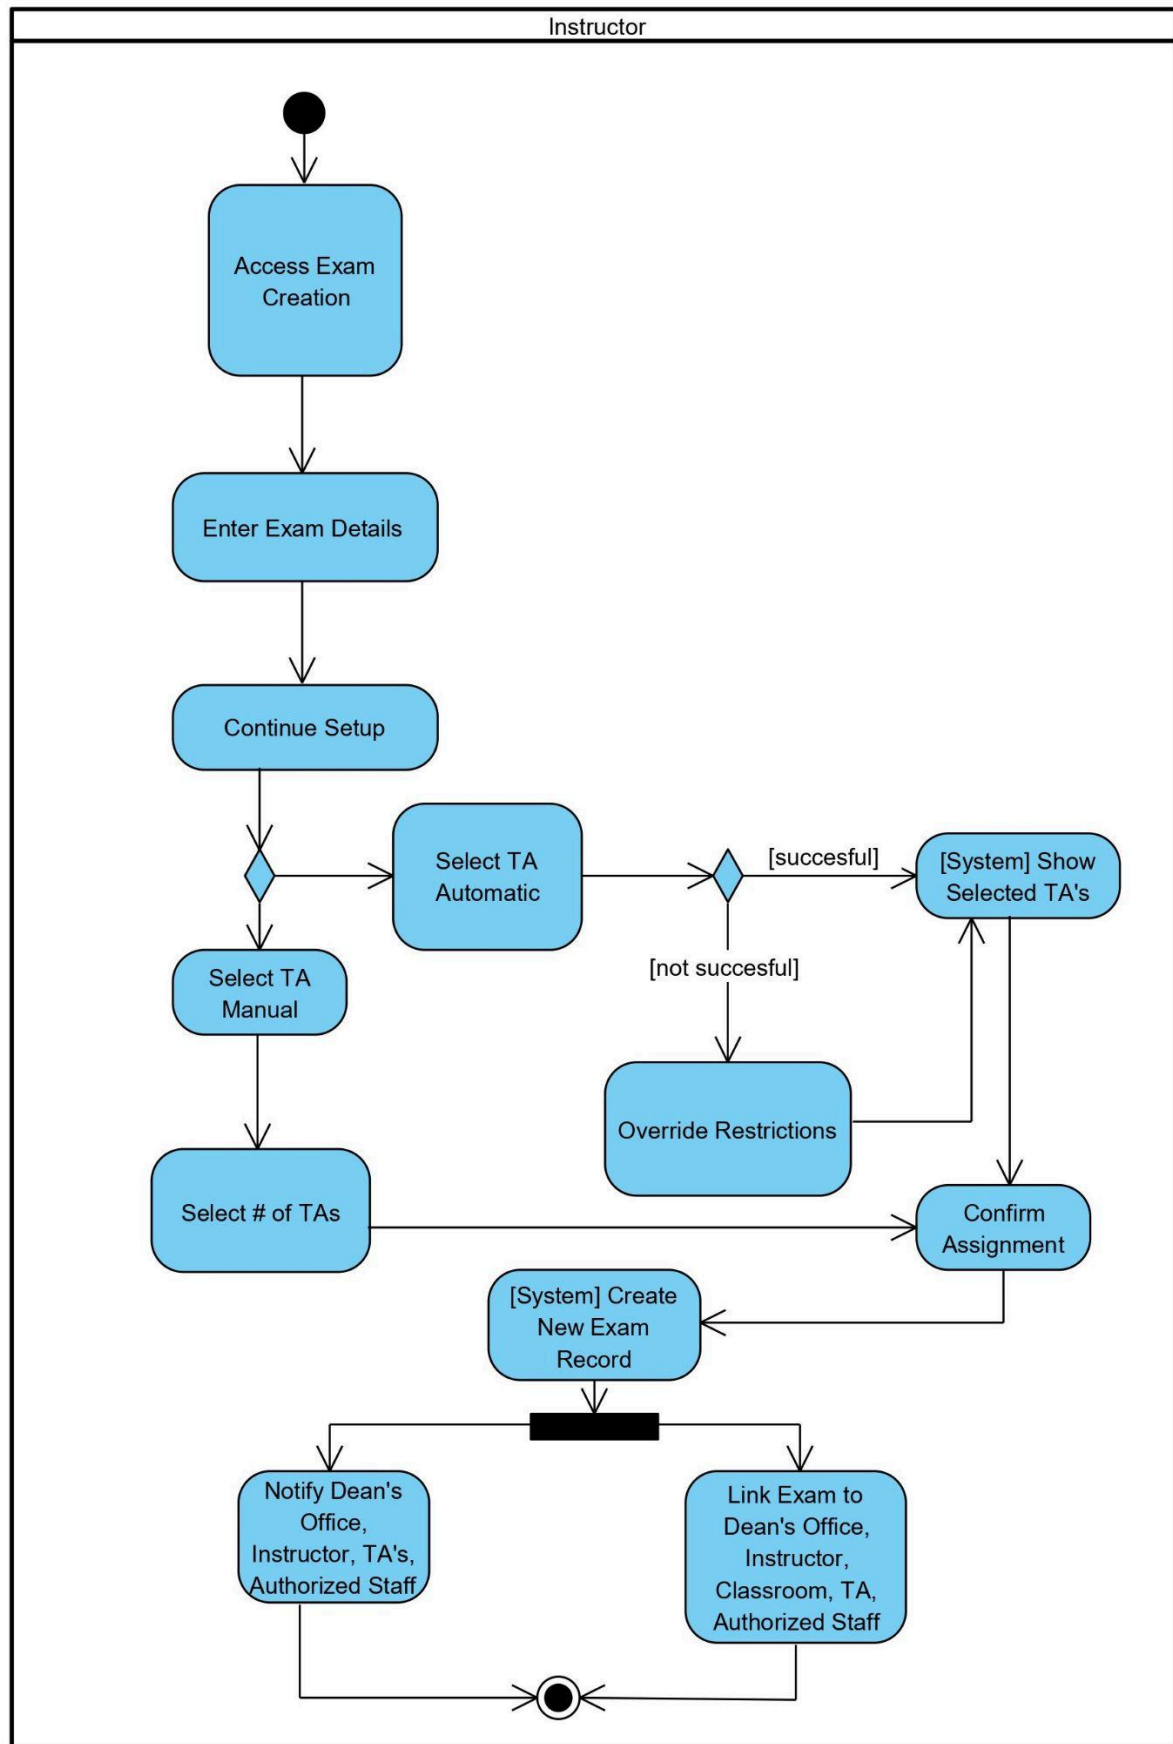 Instructor
Access Exam
Creation
Enter Exam Details
Continue Setup
Select TA
Automatic
[succesful]
[System] Show
Selected TA's
[not succesful]
Select TA
Manual
Override Restrictions
Select # of TAs
Confirm
Assignment
[System] Create
New Exam
Record
Notify Dean's
Office,
Instructor, TA's,
Authorized Staff
Link Exam to
Dean's Office,
Instructor,
Classroom, TA,
Authorized Staff